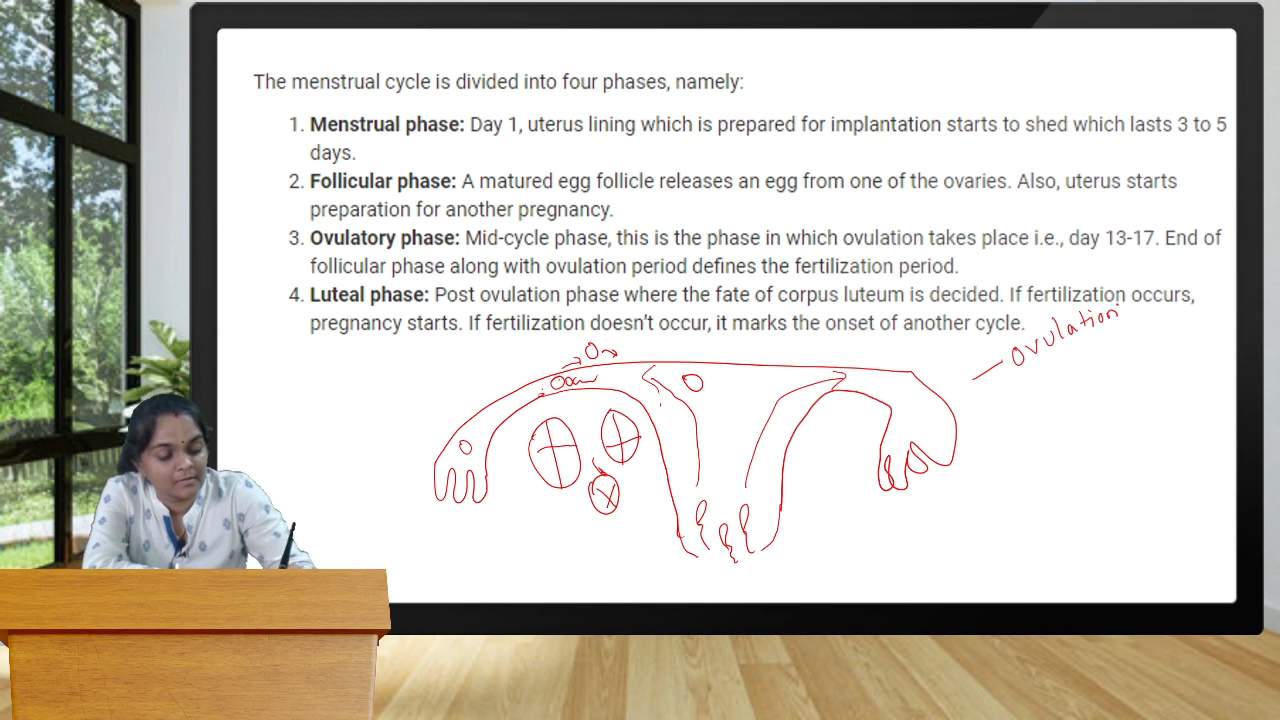 The menstrual cycle is divided into four phases, namely:
1. Menstrual phase: Day 1, uterus lining which is prepared for implantation starts to shed which lasts 3 to 5
days.
2. Follicular phase: A matured egg follicle releases an egg from one of the ovaries. Also, uterus starts
preparation for another pregnancy.
3. Ovulatory phase: Mid-cycle phase, this is the phase in which ovulation takes place i.e., day 13-17. End of
follicular phase along with ovulation period defines the fertilization period.
4. Luteal phase: Post ovulation phase where the fate of corpus luteum is decided. If fertilization occurs,
pregnancy starts. If fertilization doesn't occur, it marks the onset of another cycle.
— Ovulation